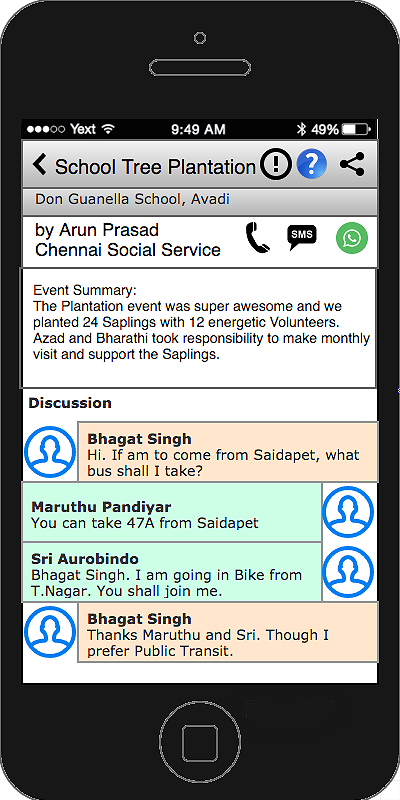 ●●●○○ Yext 9:49 AM 49%
School Tree Plantation ! ?
Don Guanella School, Avadi
by Arun Prasad
Chennai Social Service
SMS
Event Summary:
The Plantation event was super awesome and we
planted 24 Saplings with 12 energetic Volunteers.
Azad and Bharathi took responsibility to make monthly
visit and support the Saplings.
Discussion
Bhagat Singh
Hi. If am to come from Saidapet, what
bus shall I take?
Maruthu Pandiyar
You can take 47A from Saidapet
Sri Aurobindo
Bhagat Singh. I am going in Bike from
T.Nagar. You shall join me.
Bhagat Singh
Thanks Maruthu and Sri. Though I
prefer Public Transit.